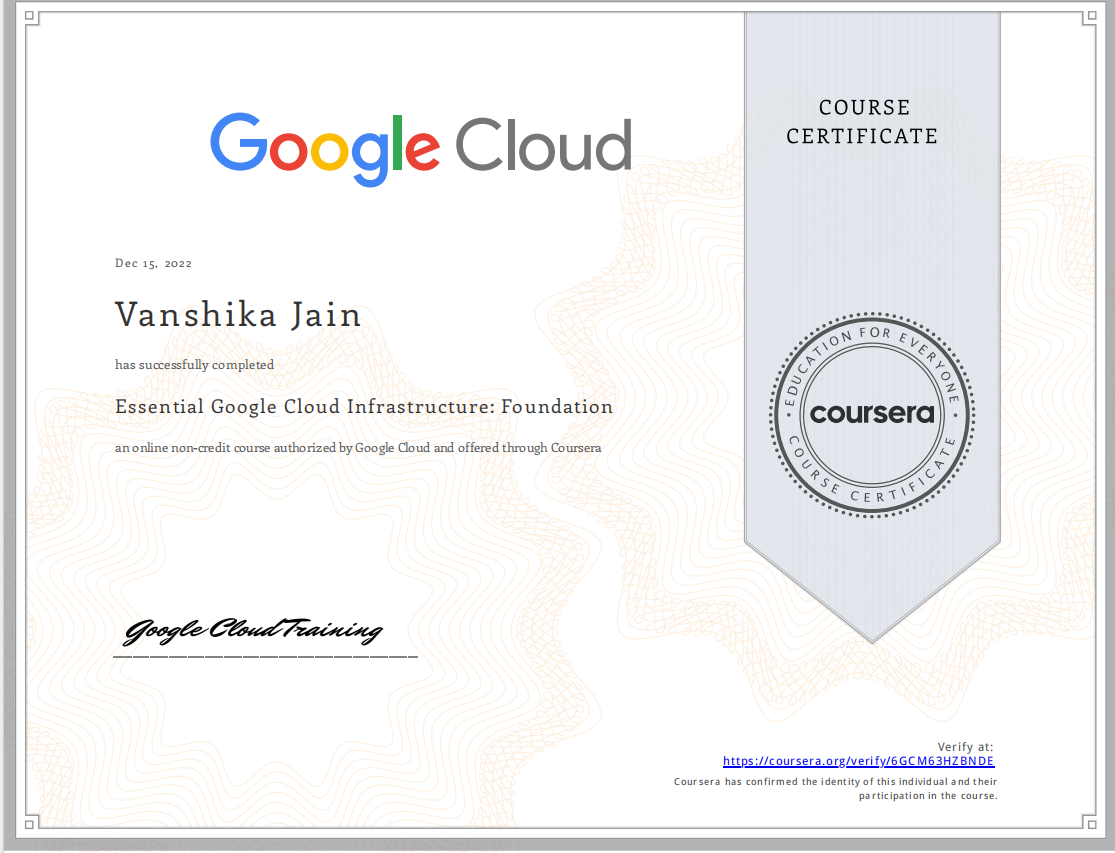 COURSE
CERTIFICATE
Google Cloud
Dec 15, 2022
Vanshika Jain
has successfully completed
Essential Google Cloud Infrastructure: Foundation
an online non-credit course authorized by Google Cloud and offered through Coursera
EDUCATION FOR EVERYONE
coursera
COURSE CERTIFICATE
Google Cloud Training
Verify at:
https://coursera.org/verify/6GCM63HZBNDE
Coursera has confirmed the identity of this individual and their
participation in the course.